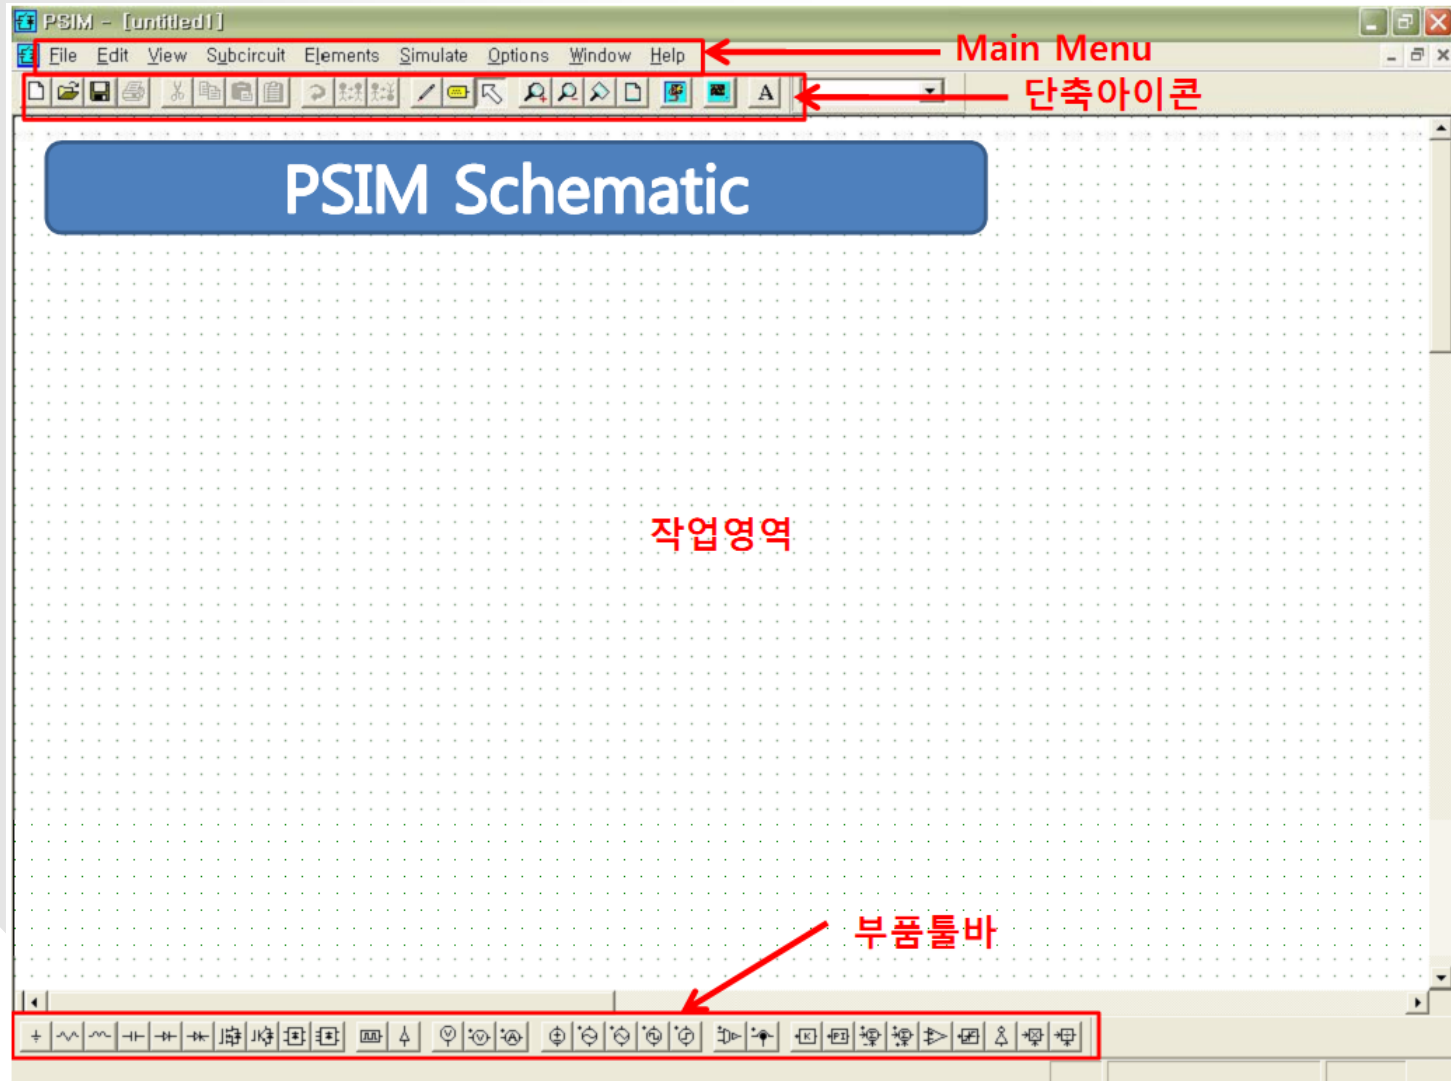 PSIM - [untitled1]
File Edit View Subcircuit Elements Simulate Options Window Help
Main Menu
A
단축아이콘
PSIM Schematic
작업영역
부품툴바
V V A
K PI